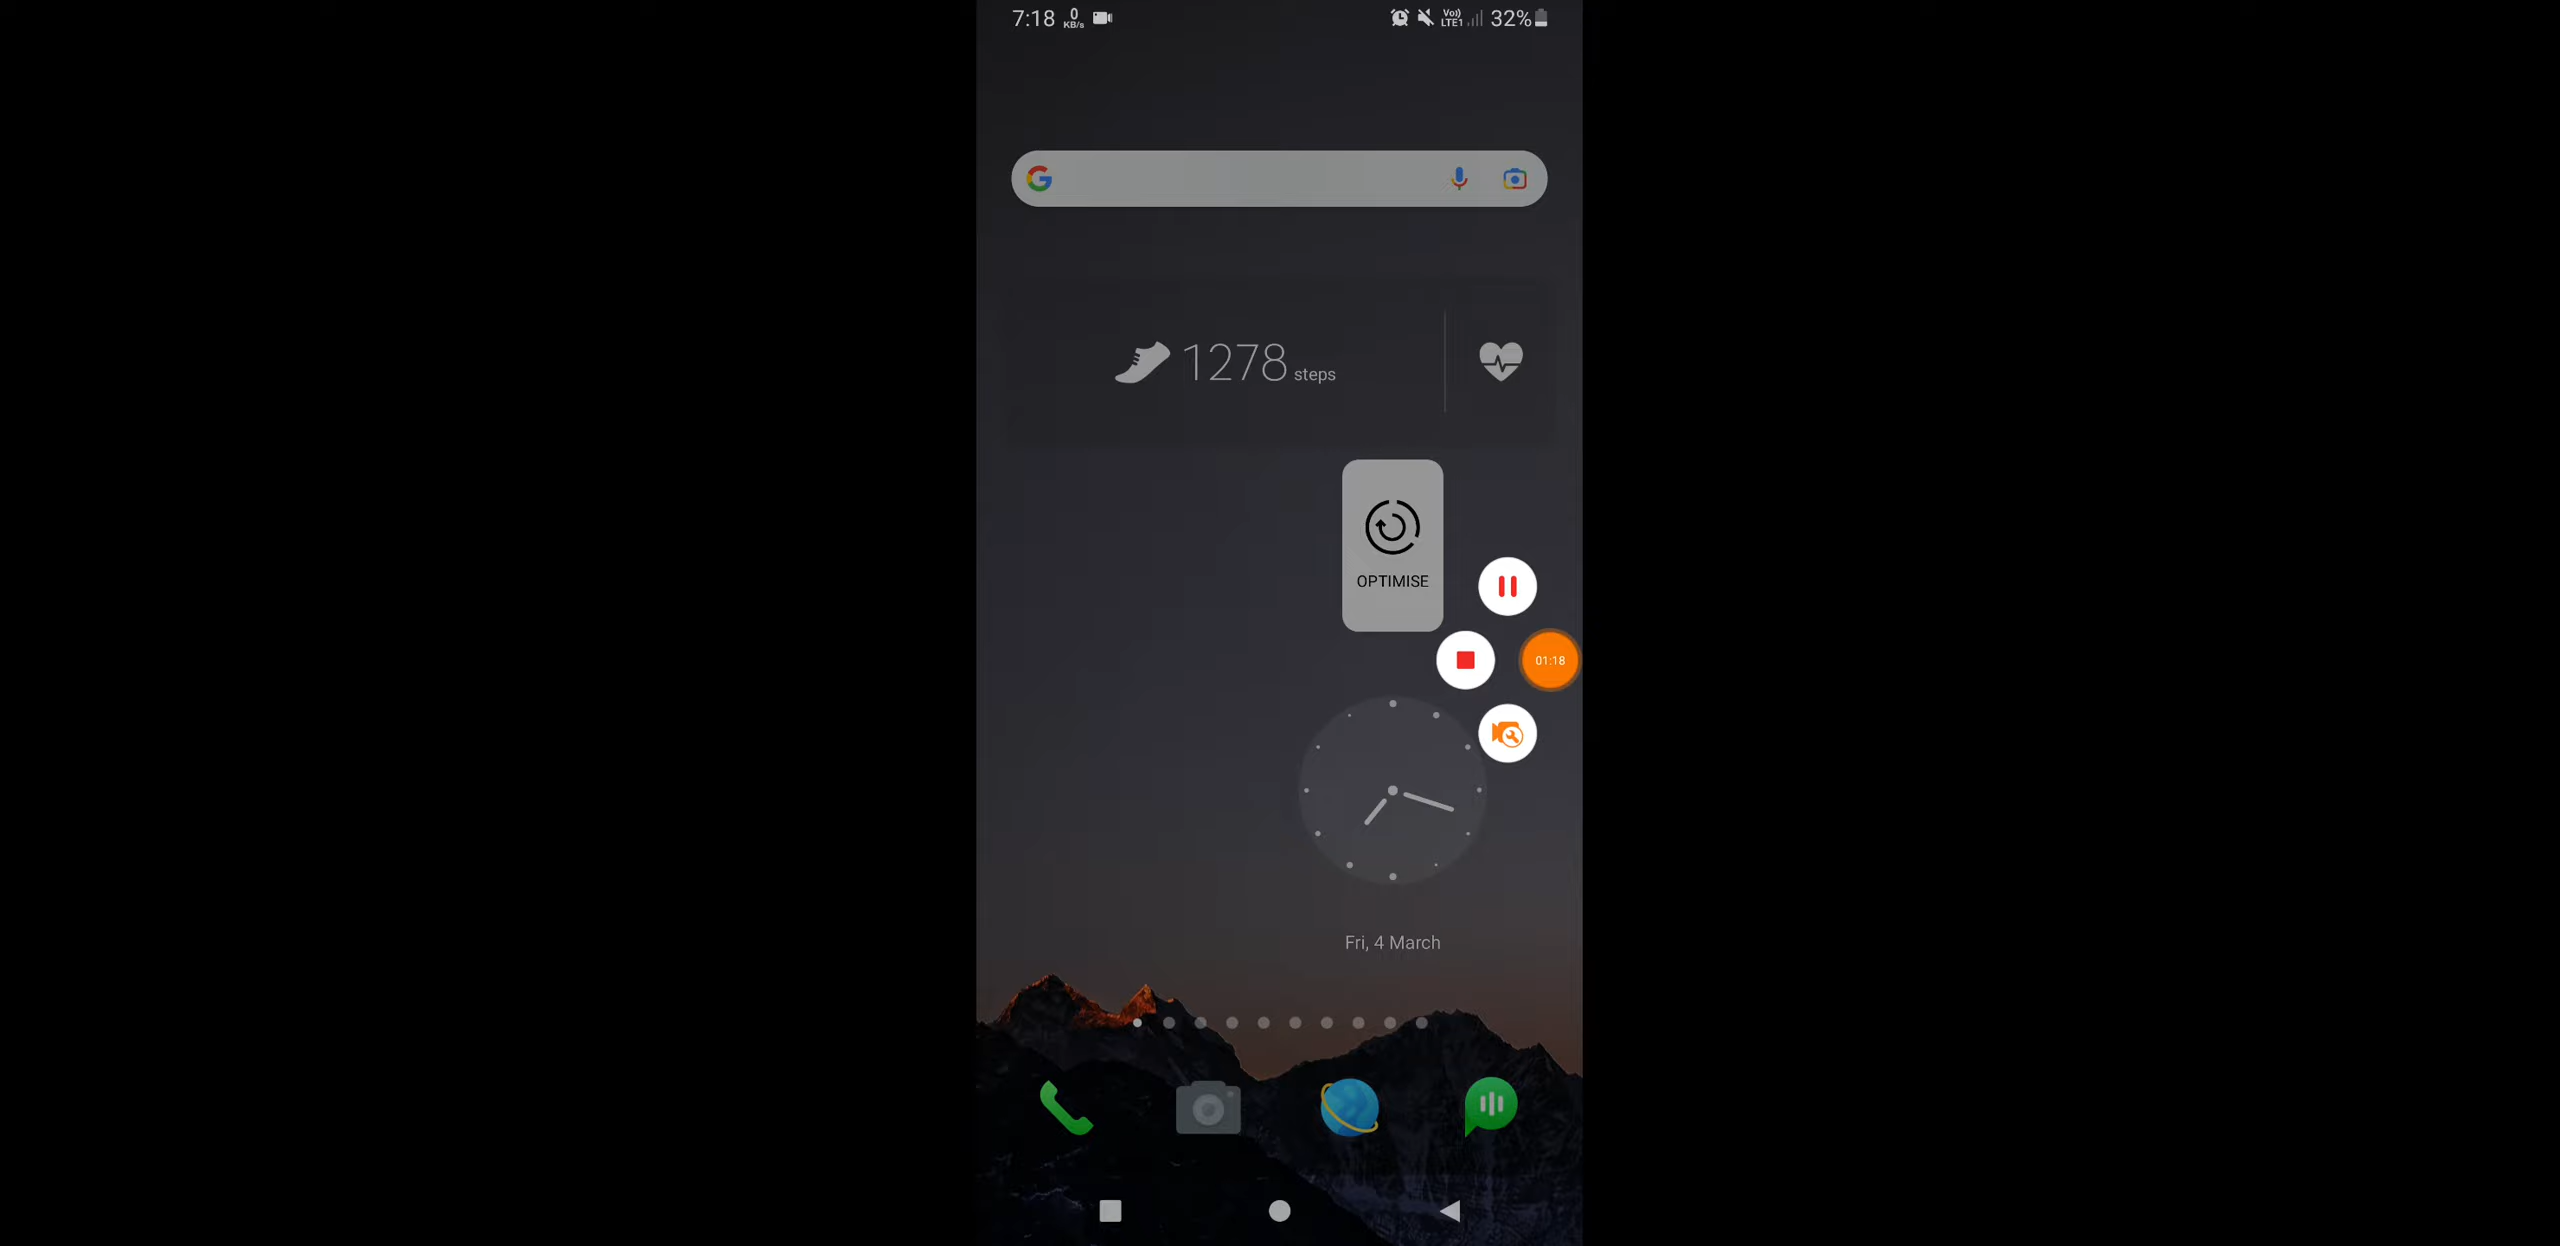 7:18 0 KB/s Vo) LTE1 32%
1278 steps
OPTIMISE
01:18
Fri, 4 March